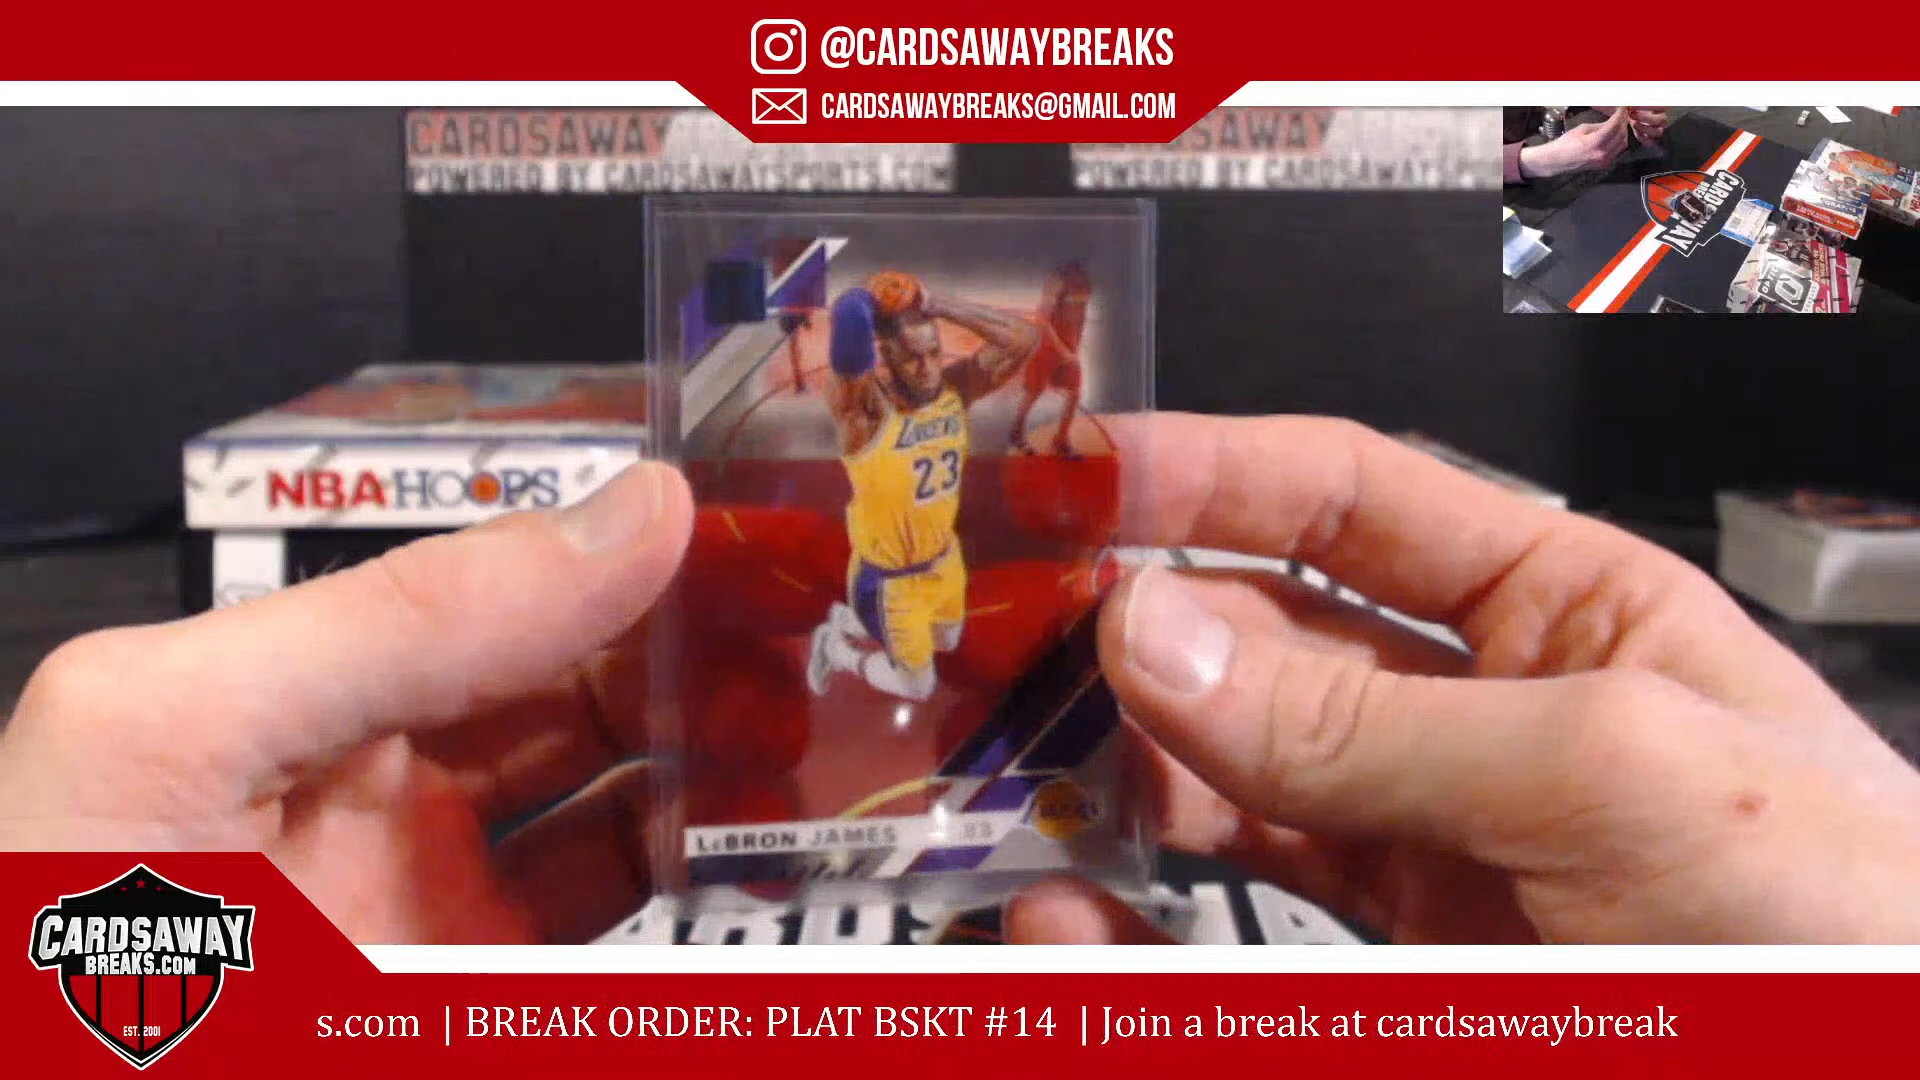 @CARDSAWAYBREAKS
CARDSAWAYBREAKS@GMAIL.COM
CARDSAWAY
POWERED BY CARDSAWAYSPORTS.COM
NBA HOOPS
LAKERS
23
LeBRON JAMES 23
CARDSAWAY
BREAKS.COM
EST. 2001
s.com | BREAK ORDER: PLAT BSKT #14 | Join a break at cardsawaybreak